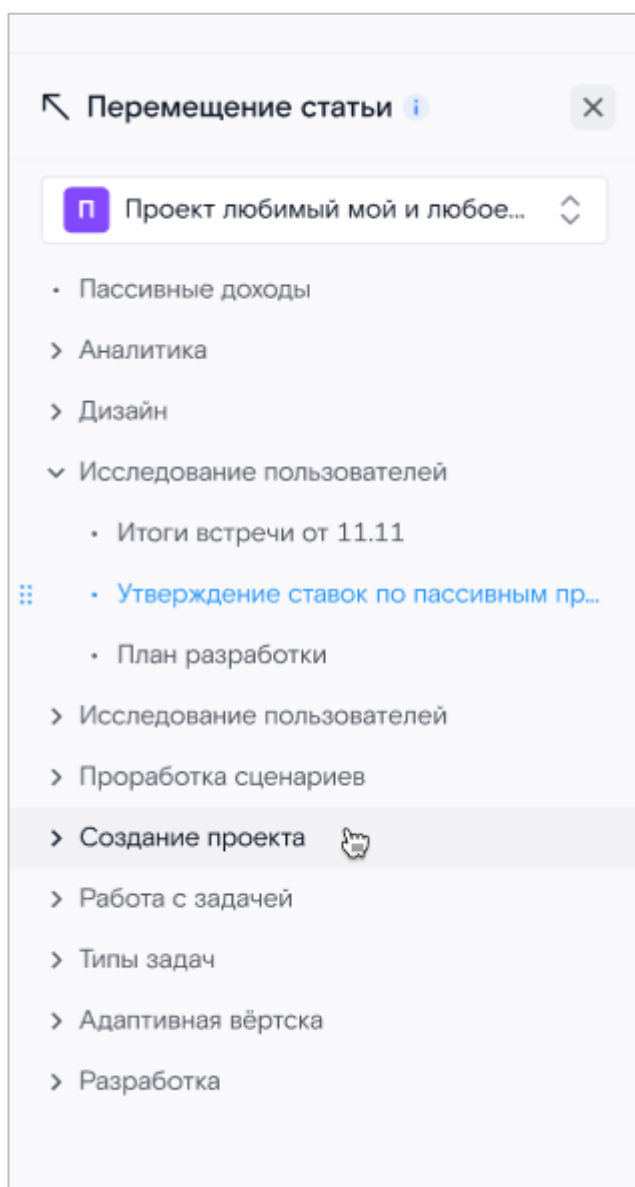 Перемещение статьи i
П Проект любимый мой и любое...
Пассивные доходы
Аналитика
Дизайн
Исследование пользователей
Итоги встречи от 11.11
Утверждение ставок по пассивным пр...
План разработки
Исследование пользователей
Проработка сценариев
Создание проекта
Работа с задачей
Типы задач
Адаптивная вёртска
Разработка